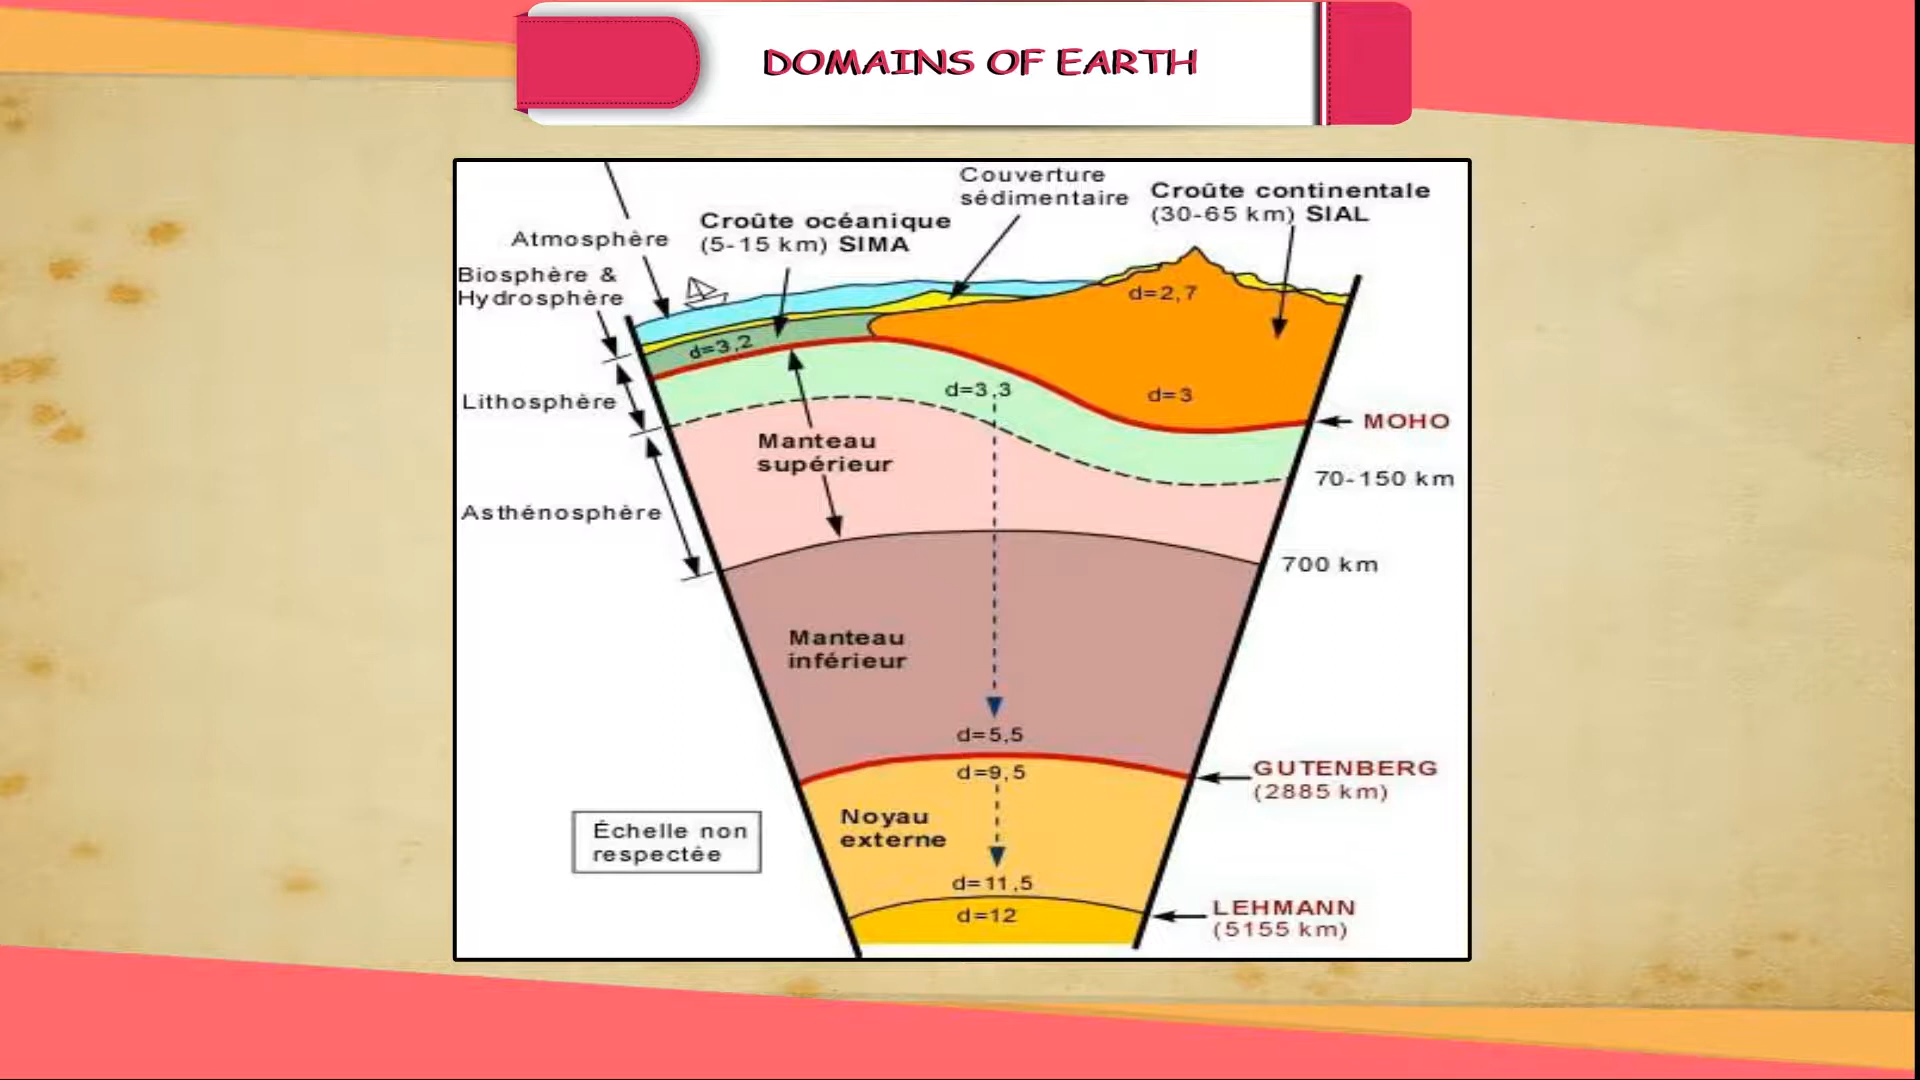 DOMAINS OF EARTH
Couverture
sédimentaire
Croûte continentale
(30-65 km) SIAL
Croûte océanique
(5-15 km) SIMA
Atmosphère
Biosphère &
Hydrosphère
d=2,7
d=3,2
d=3,3
d=3
Lithosphère
MOHO
Manteau
supérieur
70-150 km
Asthénosphère
700 km
Manteau
inférieur
d=5,5
d=9,5
GUTENBERG
(2885 km)
Noyau
externe
Échelle non
respectée
d=11,5
d=12
LEHMANN
(5155 km)